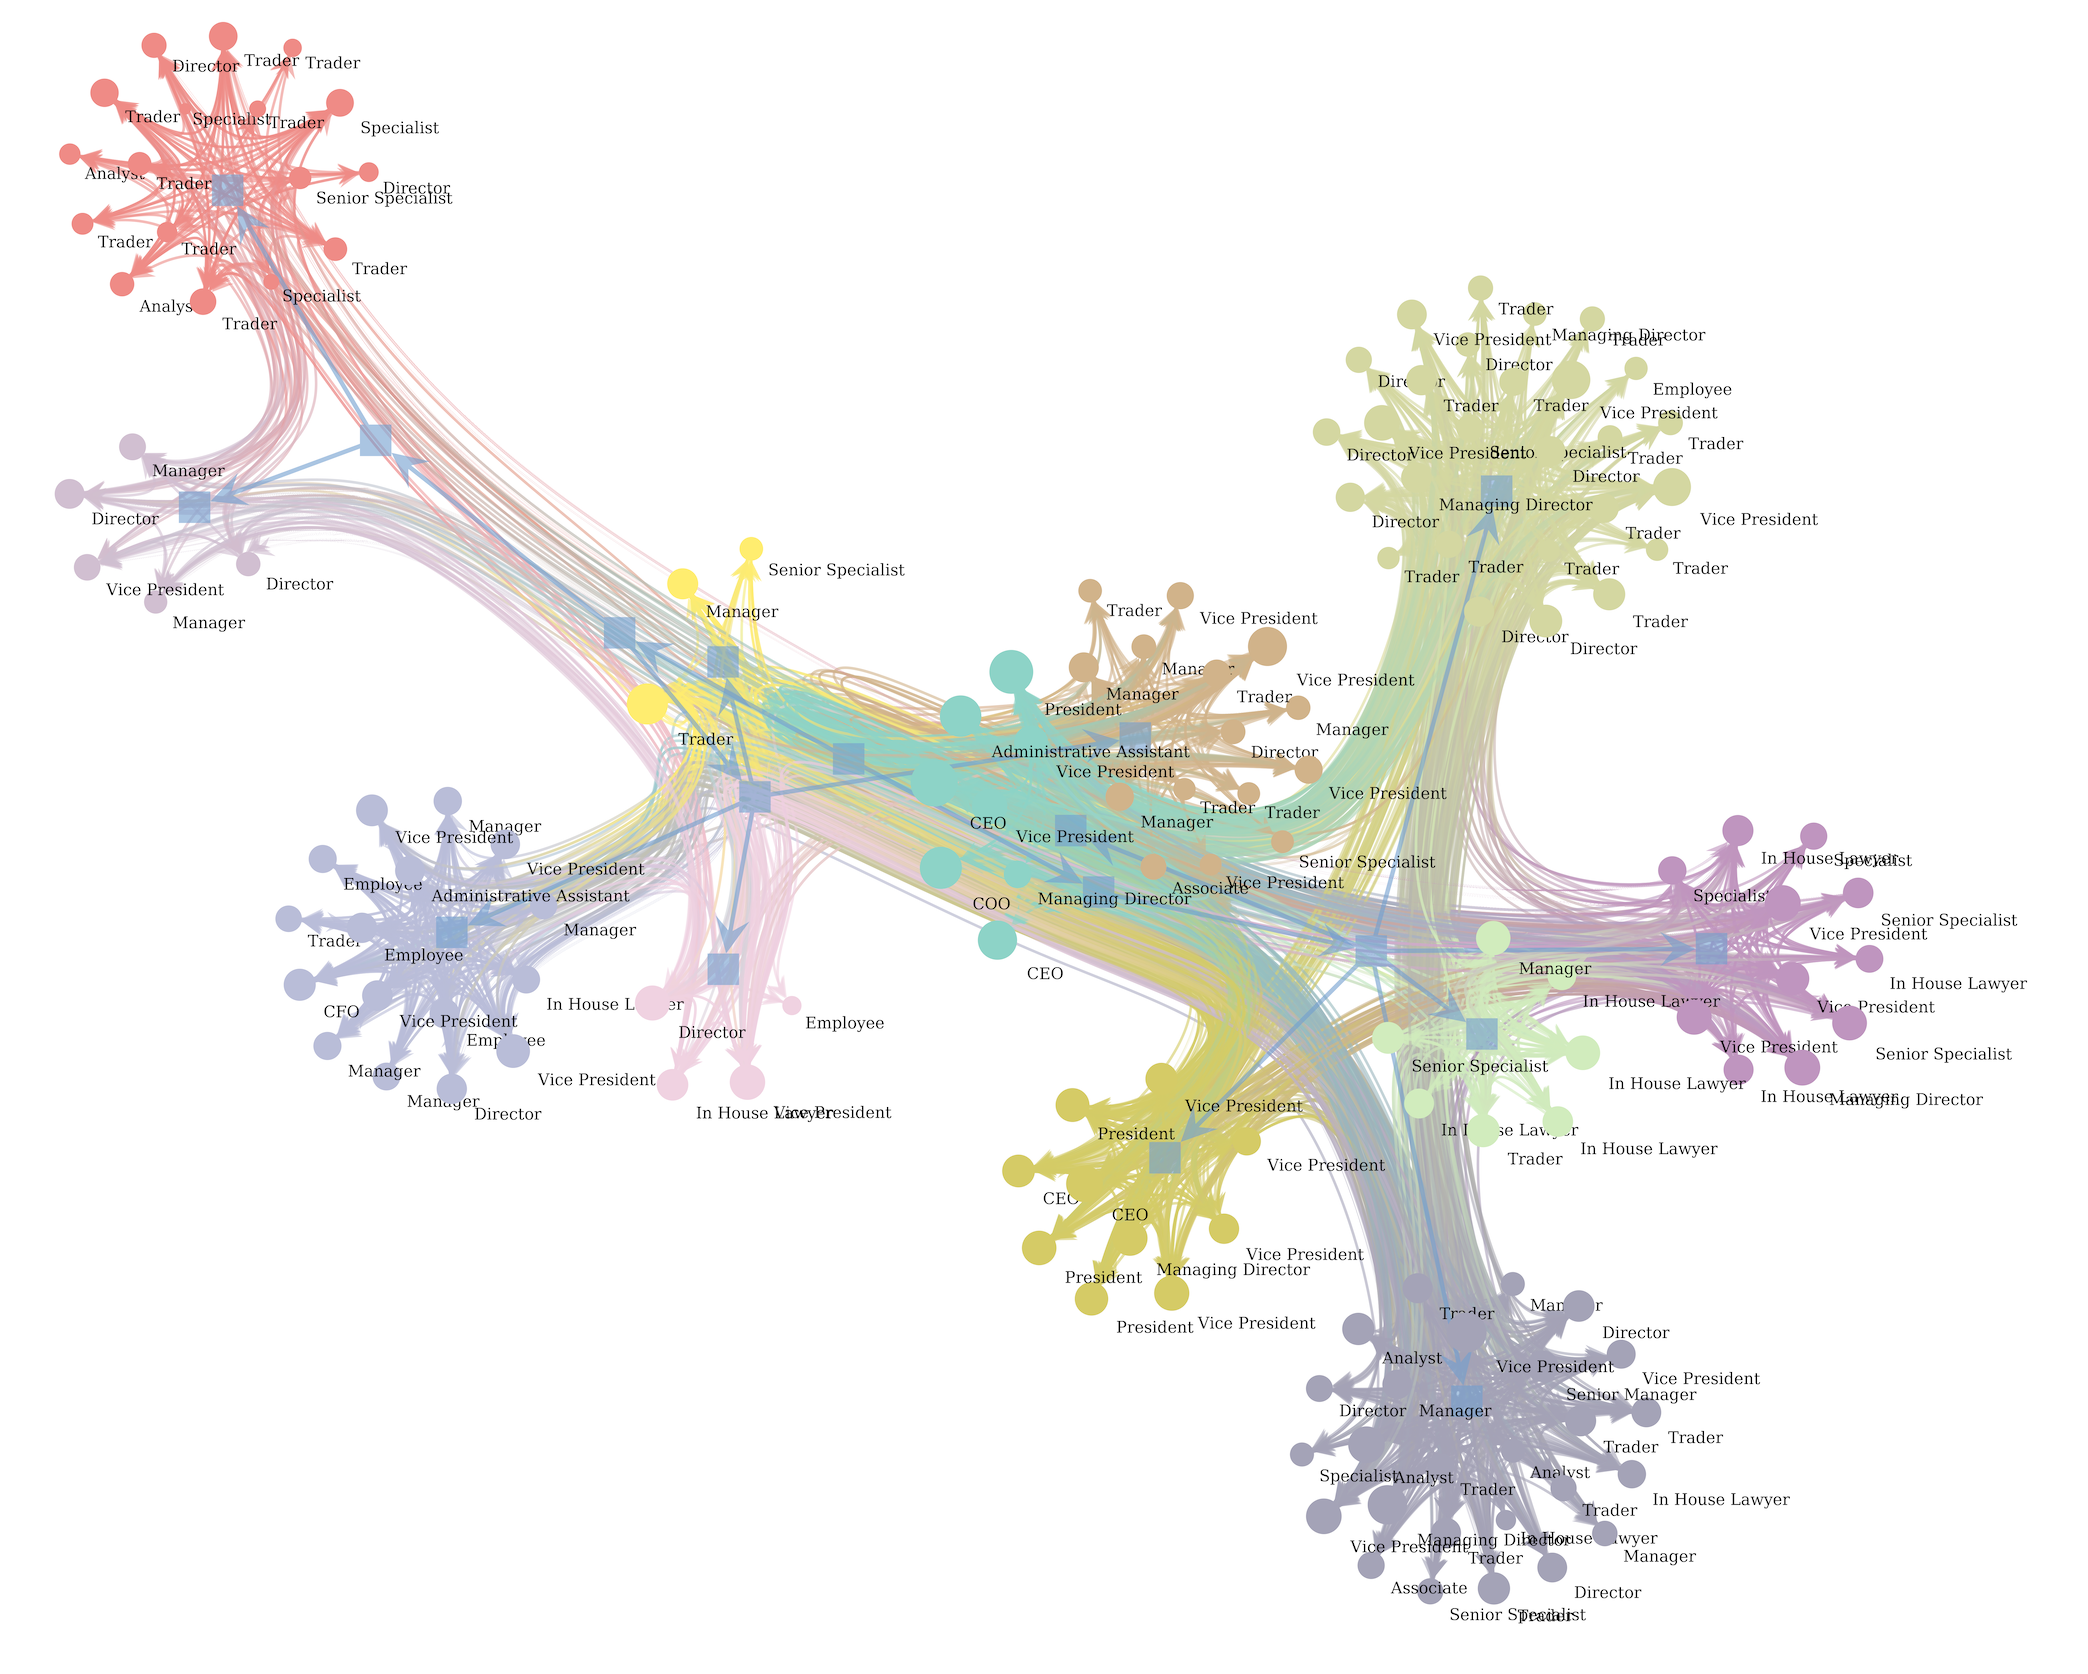 Director
Trader
Trader
Trader
Specialist
Trader
Specialist
Analyst
Trader
Director
Senior Specialist
Trader
Trader
Trader
Analyst
Specialist
Trader
Manager
Director
Vice President
Director
Manager
Senior Specialist
Manager
Trader
Trader
Vice President
Manager
Manager
Trader
Vice President
Manager
Director
Vice President
Trader
Trader
Manager
Senior Specialist
Associate
Vice President
President
Administrative Assistant
Vice President
CEO
Vice President
COO
Managing Director
CEO
Trader
Managing Director
Trader
Vice President
Director
Director
Employee
Trader
Trader
Vice President
Trader
Director
Vice President
Senior Specialist
Trader
Director
Managing Director
Director
Vice President
Trader
Trader
Trader
Trader
Trader
Trader
Director
Director
Manager
Vice President
Vice President
Employee
Administrative Assistant
Manager
Trader
Employee
In House Lawyer
CFO
Vice President
Employee
Manager
Vice President
Manager
Director
Director
Employee
In House Lawyer
Vice President
In House Lawyer
Specialist
Specialist
Senior Specialist
Vice President
In House Lawyer
Vice President
Vice President
Senior Specialist
In House Lawyer
Managing Director
Manager
In House Lawyer
Senior Specialist
In House Lawyer
In House Lawyer
In House Lawyer
Trader
Vice President
President
Vice President
CEO
CEO
Vice President
Managing Director
President
Vice President
President
Trader
Manager
Director
Analyst
Vice President
Vice President
Senior Manager
Director
Manager
Trader
Trader
Specialist
Analyst
Analyst
Trader
In House Lawyer
Trader
Managing Director
In House Lawyer
Vice President
Trader
Manager
Associate
Director
Senior Specialist
Trader